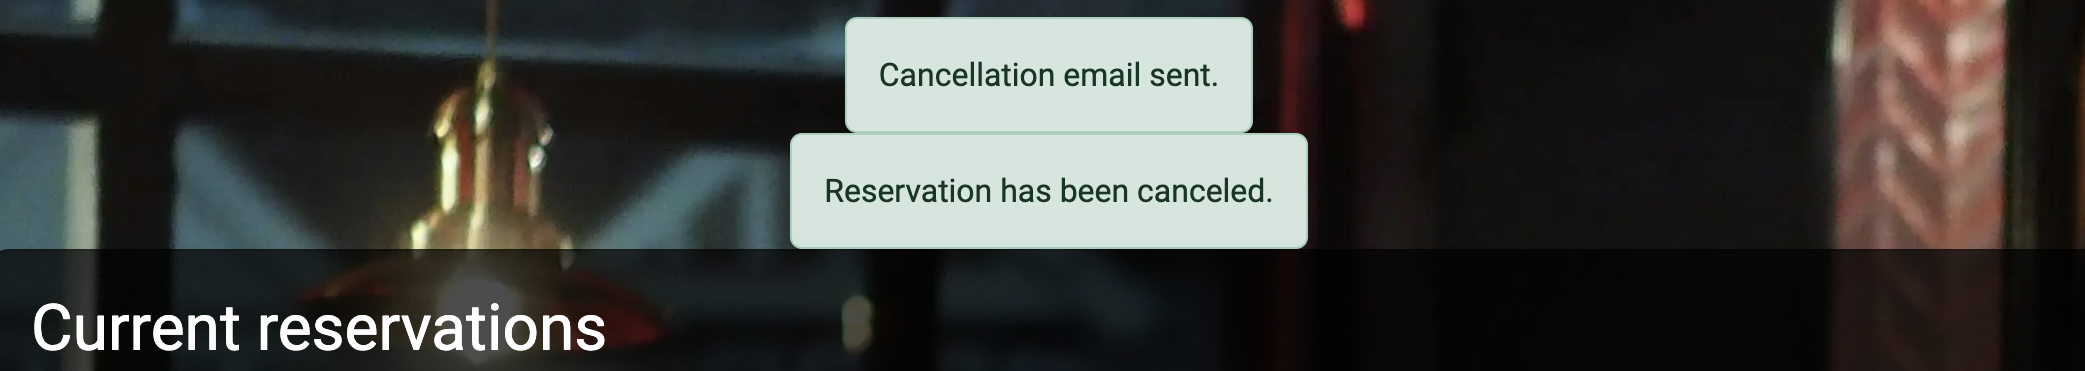 Cancellation email sent.
Reservation has been canceled.
Current reservations